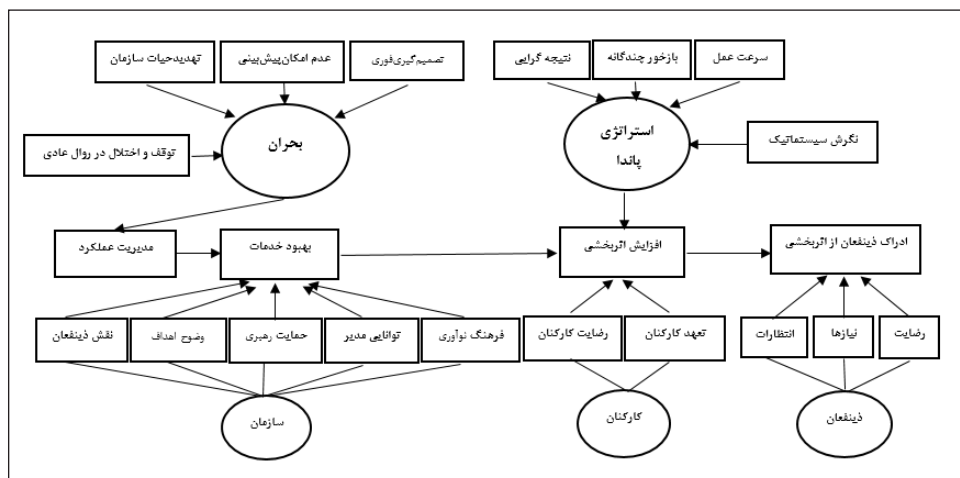 سرعت عمل
بازخور چندگانه
نتیجه گرایی
تصمیم‌گیری‌فوری
عدم امکان‌پیش‌بینی
تهدیدحیات سازمان
استراتژی
پاندا
نگرش سیستماتیک
بحران
توقف و اختلال در روال عادی
ادراک ذینفعان از اثربخشی
افزایش اثربخشی
بهبود خدمات
مدیریت عملکرد
رضایت
نیازها
انتظارات
تعهد کارکنان
رضایت کارکنان
فرهنگ نوآوری
توانایی مدیر
حمایت رهبری
وضوح اهداف
نقش ذینفعان
ذینفعان
کارکنان
سازمان